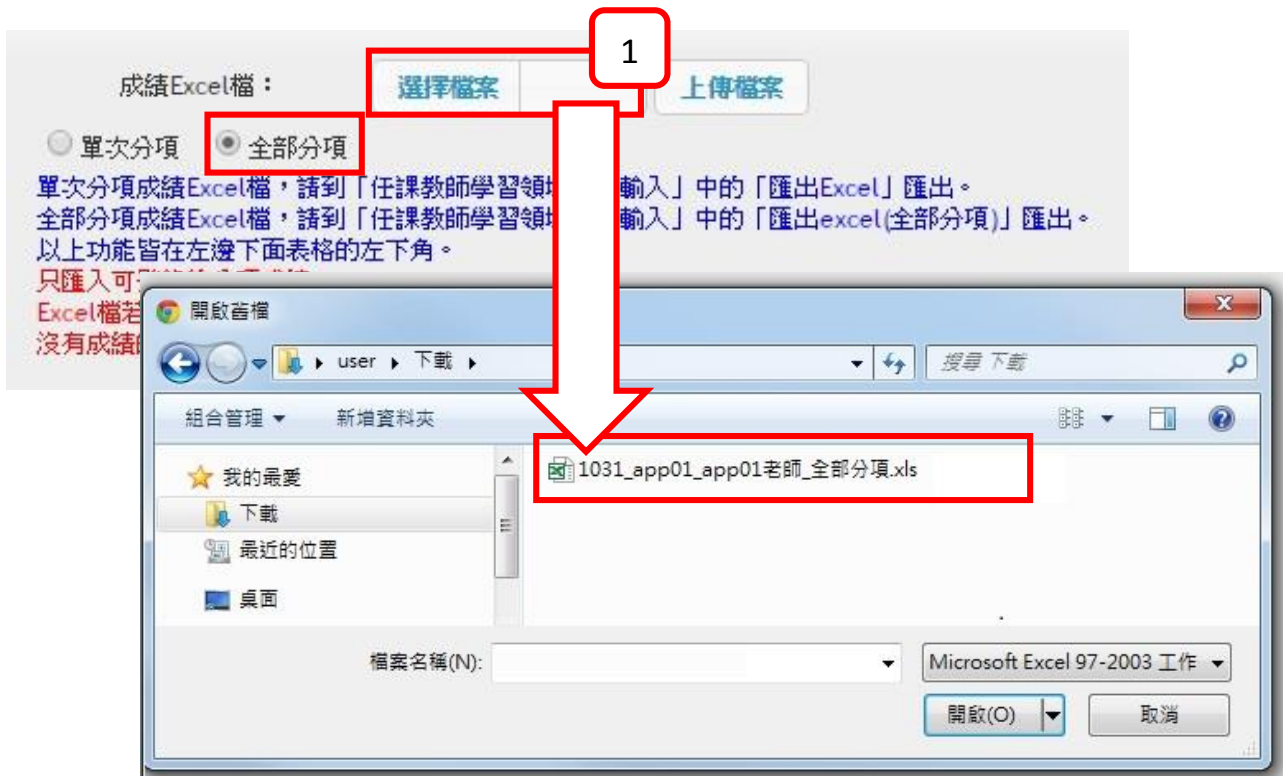 1
成績Excel檔：
選擇檔案
上傳檔案
單次分項
全部分項
單次分項成績Excel檔，請到「任課教師學習領 輸入」中的「匯出Excel」匯出。
全部分項成績Excel檔，請到「任課教師學習領 輸入」中的「匯出excel(全部分項)」匯出。
以上功能皆在左邊下面表格的左下角。
只匯入可
Excel檔若
沒有成績
開啟舊檔
user
下載
搜尋 下載
組合管理
新增資料夾
我的最愛
下載
最近的位置
桌面
1031_app01_app01老師_全部分項.xls
檔案名稱(N):
Microsoft Excel 97-2003 工作
開啟(O)
取消